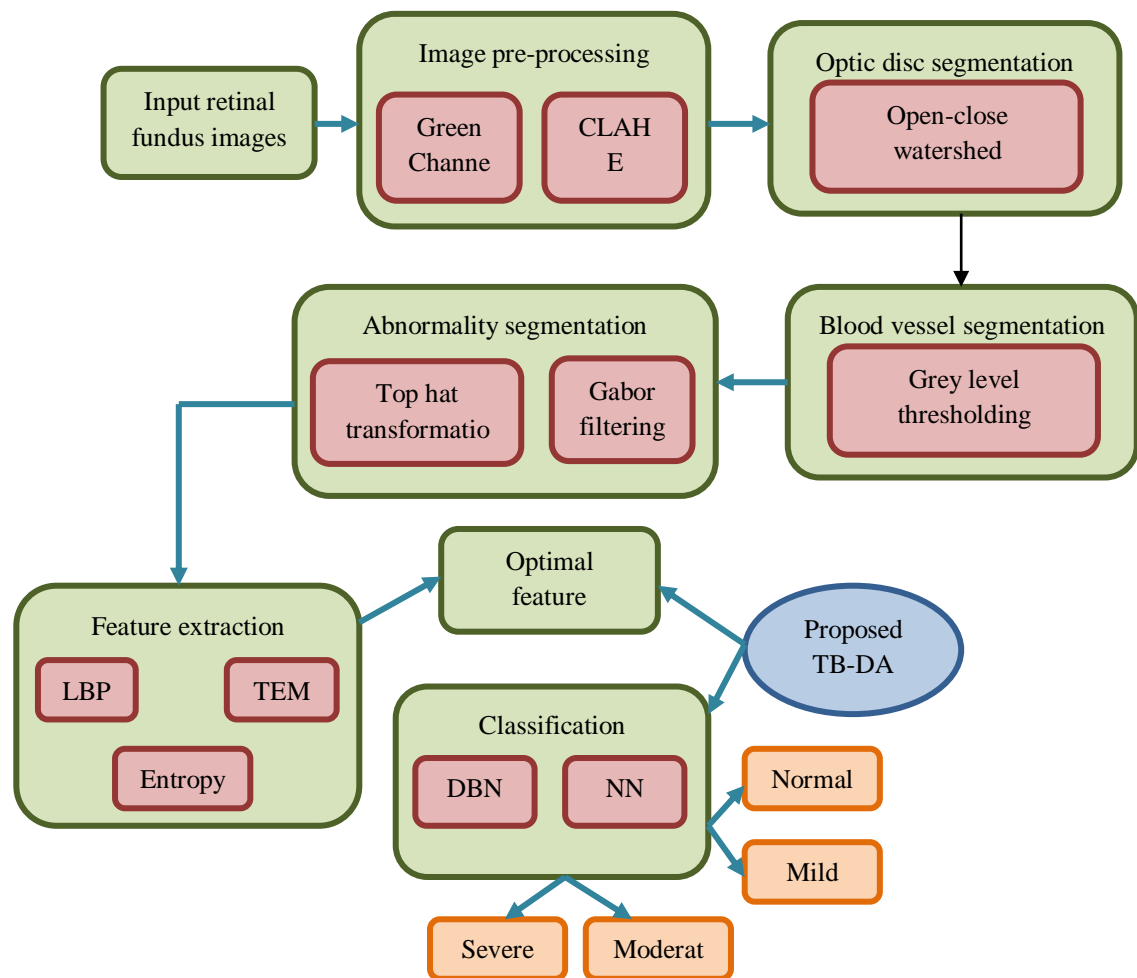 Input retinal
fundus images
Image pre-processing
Green
Channe
CLAH
E
Optic disc segmentation
Open-close
watershed
Blood vessel segmentation
Grey level
thresholding
Abnormality segmentation
Top hat
transformatio
Gabor
filtering
Feature extraction
LBP
TEM
Entropy
Optimal
feature
Proposed
TB-DA
Classification
DBN
NN
Normal
Mild
Severe
Moderat